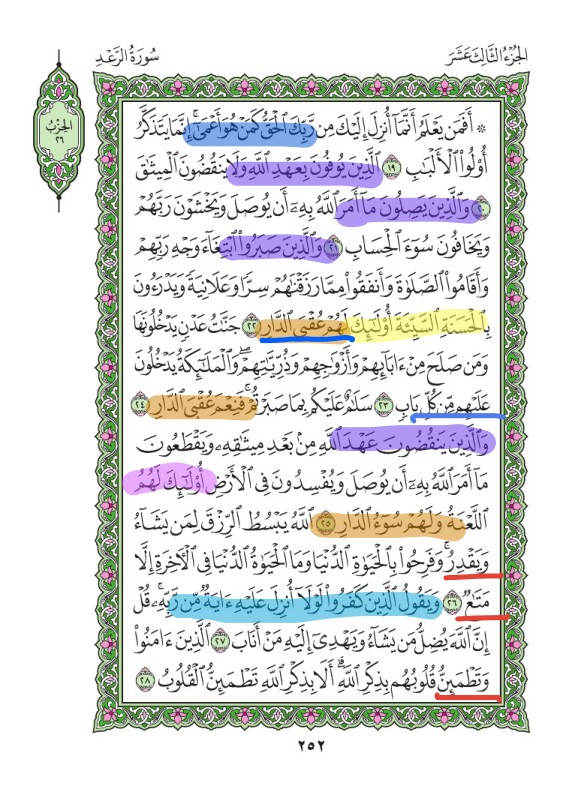 سُورَةُ الرَّعْدِ
الجُزْءُ الثَّالِثَ عَشَرَ
الحِزْبُ
٢٦
۞ أَفَمَن يَعْلَمُ أَنَّمَآ أُنزِلَ إِلَيْكَ مِن رَّبِّكَ ٱلْحَقُّ كَمَنْ هُوَ أَعْمَىٰٓ ۚ إِنَّمَا يَتَذَكَّرُ
أُو۟لُوا۟ ٱلْأَلْبَٰبِ ١٩ ٱلَّذِينَ يُوفُونَ بِعَهْدِ ٱللَّهِ وَلَا يَنقُضُونَ ٱلْمِيثَٰقَ
٢٠ وَٱلَّذِينَ يَصِلُونَ مَآ أَمَرَ ٱللَّهُ بِهِۦٓ أَن يُوصَلَ وَيَخْشَوْنَ رَبَّهُمْ
وَيَخَافُونَ سُوٓءَ ٱلْحِسَابِ ٢١ وَٱلَّذِينَ صَبَرُوا۟ ٱبْتِغَآءَ وَجْهِ رَبِّهِمْ
وَأَقَامُوا۟ ٱلصَّلَوٰةَ وَأَنفَقُوا۟ مِمَّا رَزَقْنَٰهُمْ سِرًّا وَعَلَانِيَةً وَيَدْرَءُونَ
بِٱلْحَسَنَةِ ٱلسَّيِّئَةَ أُو۟لَٰٓئِكَ لَهُمْ عُقْبَى ٱلدَّارِ ٢٢ جَنَّٰتُ عَدْنٍ يَدْخُلُونَهَا
وَمَن صَلَحَ مِنْ ءَابَآئِهِمْ وَأَزْوَٰجِهِمْ وَذُرِّيَّٰتِهِمْ ۖ وَٱلْمَلَٰٓئِكَةُ يَدْخُلُونَ
عَلَيْهِم مِّن كُلِّ بَابٍ ٢٣ سَلَٰمٌ عَلَيْكُم بِمَا صَبَرْتُمْ ۚ فَنِعْمَ عُقْبَى ٱلدَّارِ ٢٤
وَٱلَّذِينَ يَنقُضُونَ عَهْدَ ٱللَّهِ مِنۢ بَعْدِ مِيثَٰقِهِۦ وَيَقْطَعُونَ
مَآ أَمَرَ ٱللَّهُ بِهِۦٓ أَن يُوصَلَ وَيُفْسِدُونَ فِى ٱلْأَرْضِ ۙ أُو۟لَٰٓئِكَ لَهُمُ
ٱللَّعْنَةُ وَلَهُمْ سُوٓءُ ٱلدَّارِ ٢٥ ٱللَّهُ يَبْسُطُ ٱلرِّزْقَ لِمَن يَشَآءُ
وَيَقْدِرُ ۚ وَفَرِحُوا۟ بِٱلْحَيَوٰةِ ٱلدُّنْيَا وَمَا ٱلْحَيَوٰةُ ٱلدُّنْيَا فِى ٱلْءَاخِرَةِ إِلَّا
مَتَٰعٌ ٢٦ وَيَقُولُ ٱلَّذِينَ كَفَرُوا۟ لَوْلَآ أُنزِلَ عَلَيْهِ ءَايَةٌ مِّن رَّبِّهِۦ ۗ قُلْ
إِنَّ ٱللَّهَ يُضِلُّ مَن يَشَآءُ وَيَهْدِىٓ إِلَيْهِ مَنْ أَنَابَ ٢٧ ٱلَّذِينَ ءَامَنُوا۟
وَتَطْمَئِنُّ قُلُوبُهُم بِذِكْرِ ٱللَّهِ ۗ أَلَا بِذِكْرِ ٱللَّهِ تَطْمَئِنُّ ٱلْقُلُوبُ ٢٨
٢٥٢